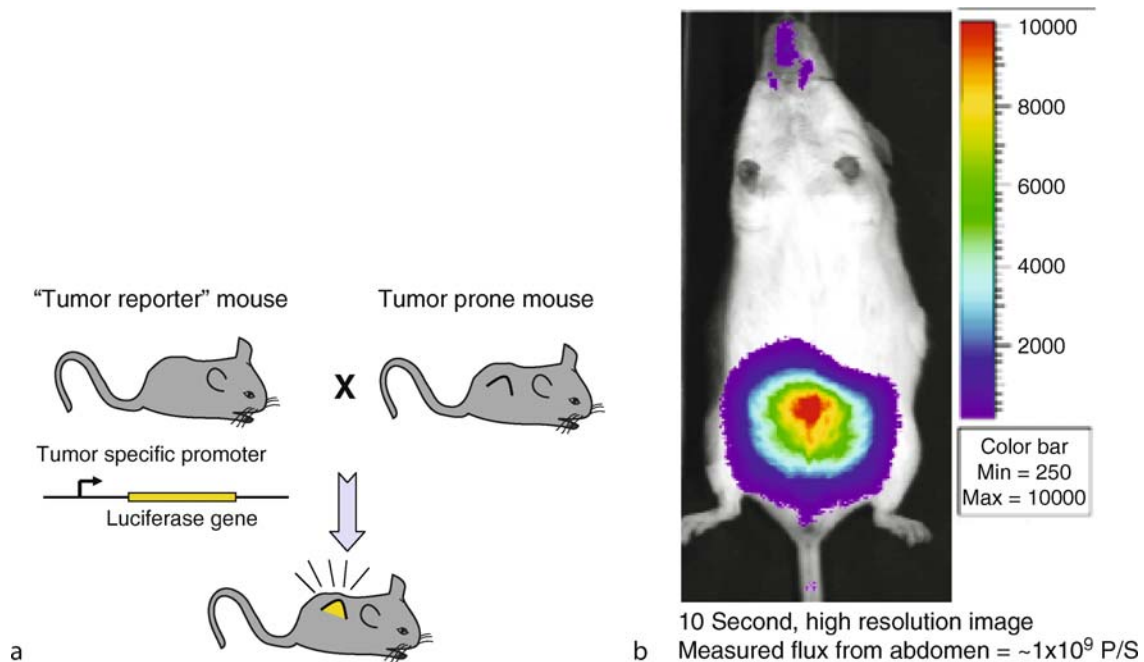 “Tumor reporter” mouse
Tumor prone mouse
X
Tumor specific promoter
Luciferase gene
a
10000
8000
6000
4000
2000
Color bar
Min = 250
Max = 10000
10 Second, high resolution image
b Measured flux from abdomen = ~1x10⁹ P/S